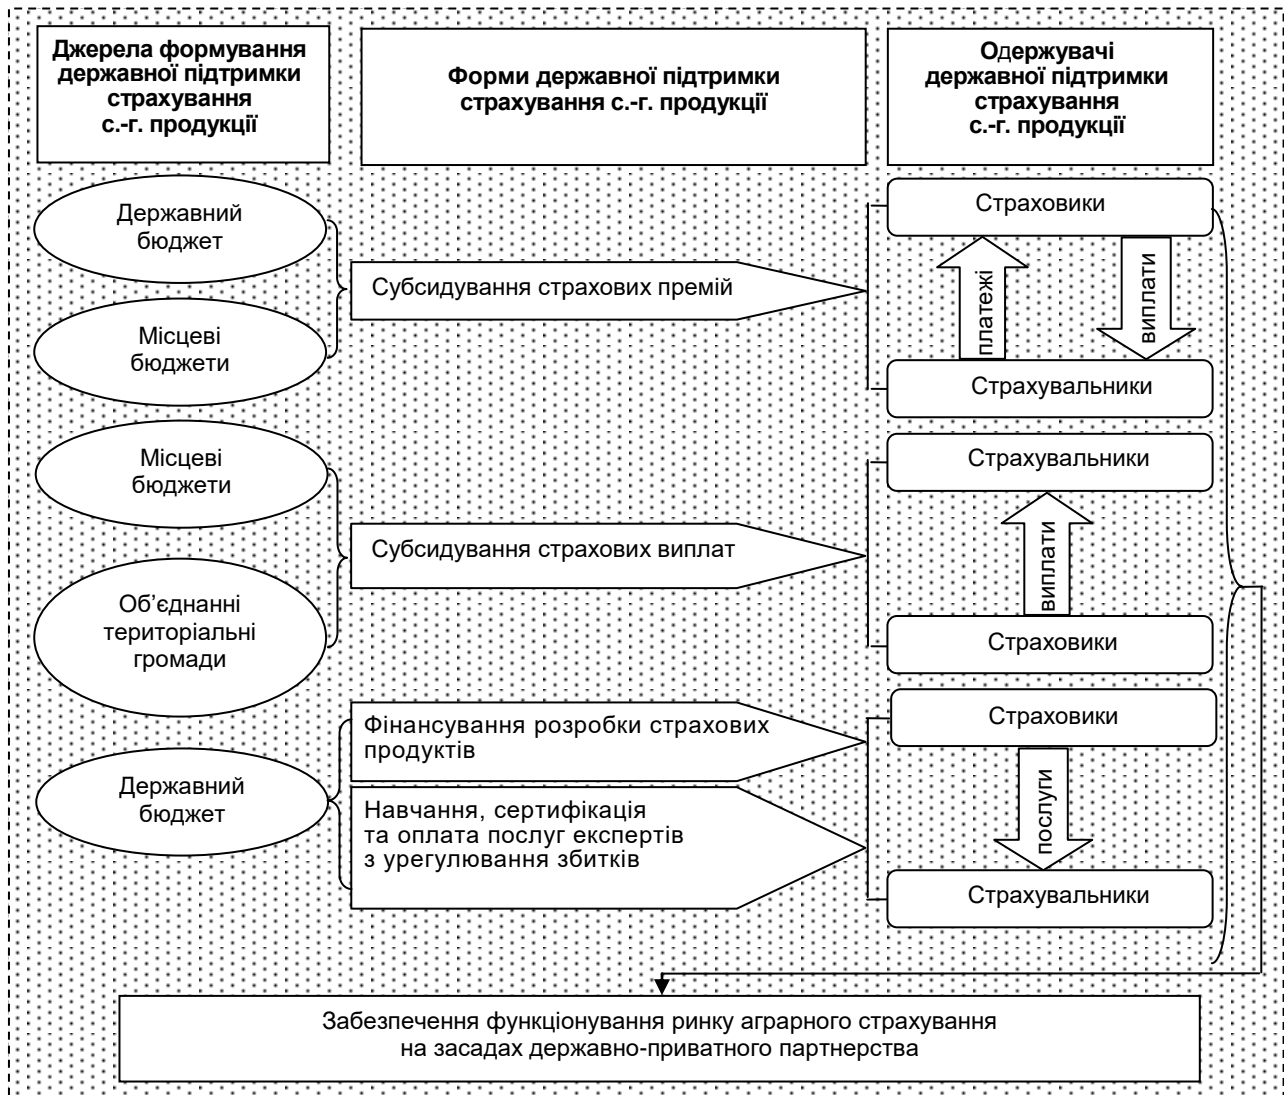 Джерела формування
державної підтримки
страхування
с.-г. продукції
Форми державної підтримки
страхування с.-г. продукції
Одержувачі
державної підтримки
страхування
с.-г. продукції
Державний
бюджет
Місцеві
бюджети
Субсидування страхових премій
Страховики
платежі
виплати
Страхувальники
Місцеві
бюджети
Об’єднанні
територіальні
громади
Субсидування страхових виплат
Страхувальники
виплати
Страховики
Державний
бюджет
Фінансування розробки страхових
продуктів
Навчання, сертифікація
та оплата послуг експертів
з урегулювання збитків
Страховики
послуги
Страхувальники
Забезпечення функціонування ринку аграрного страхування
на засадах державно-приватного партнерства